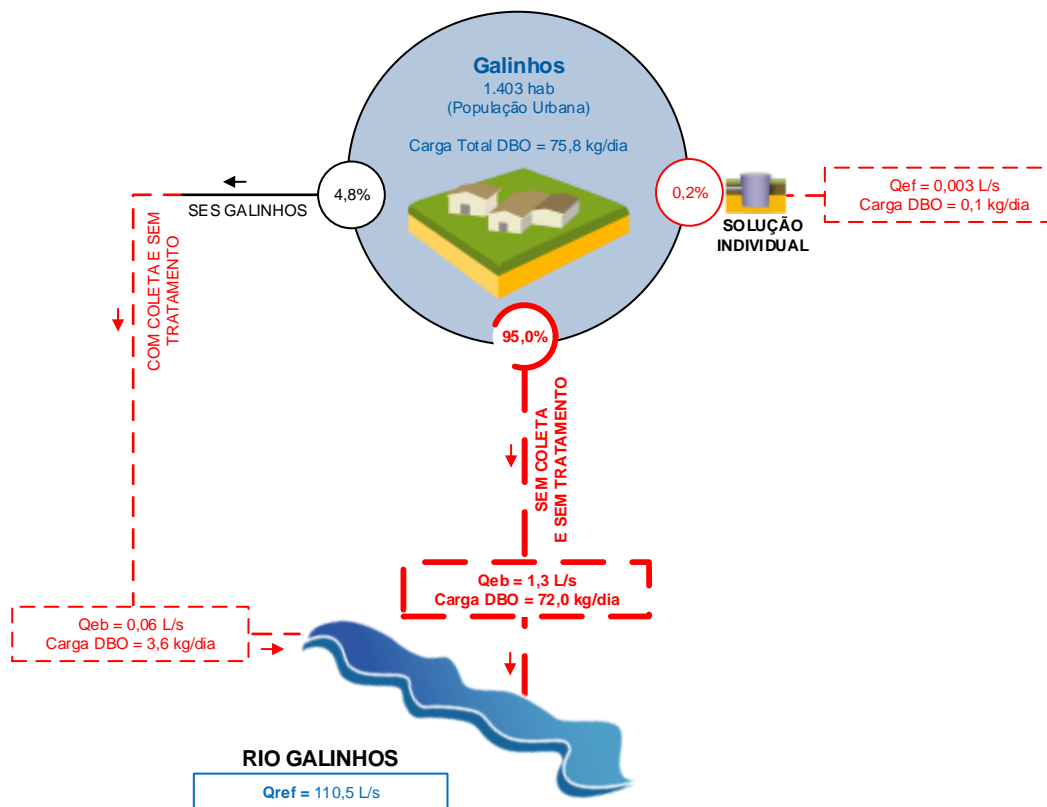 Galinhos
1.403 hab
(População Urbana)
Carga Total DBO = 75,8 kg/dia
4,8%
SES GALINHOS
0,2%
SOLUÇÃO
INDIVIDUAL
Qef = 0,003 L/s
Carga DBO = 0,1 kg/dia
95,0%
COM COLETA E SEM
TRATAMENTO
SEM COLETA
E SEM TRATAMENTO
Qeb = 1,3 L/s
Carga DBO = 72,0 kg/dia
Qeb = 0,06 L/s
Carga DBO = 3,6 kg/dia
RIO GALINHOS
Qref = 110,5 L/s